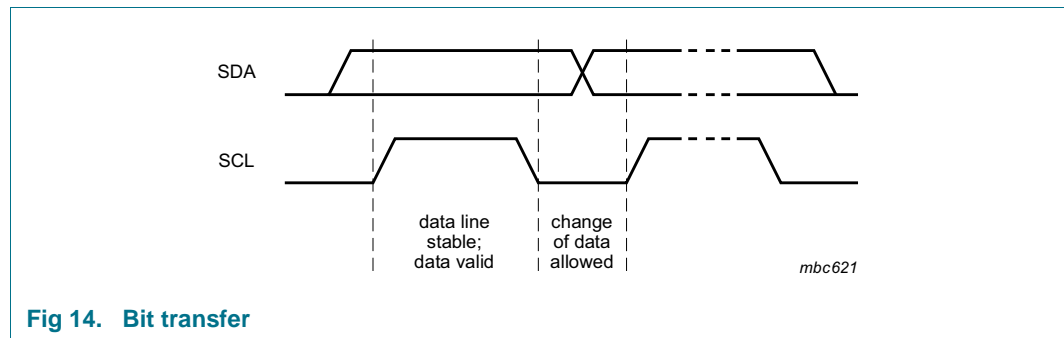 SDA
SCL
data line
stable;
data valid
change
of data
allowed
mbc621
Fig 14. Bit transfer